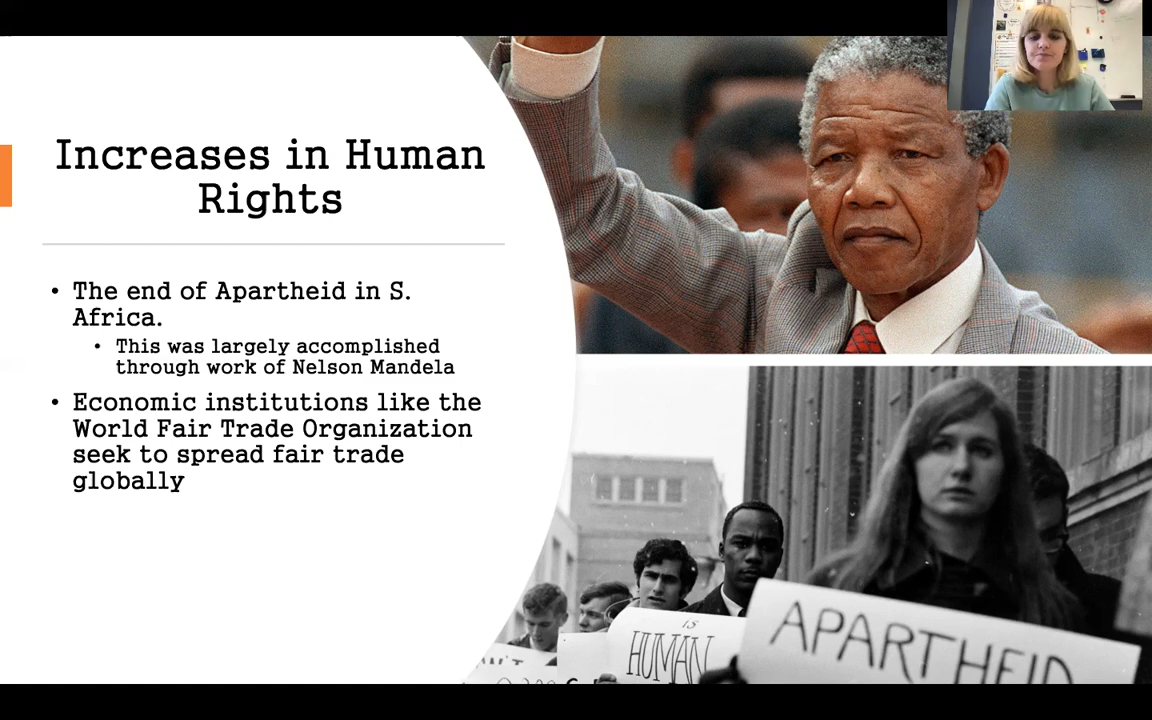 Increases in Human
Rights
• The end of Apartheid in S.
Africa.
• This was largely accomplished
through work of Nelson Mandela
• Economic institutions like the
World Fair Trade Organization
seek to spread fair trade
globally
IS
HUMAN
APARTHEID